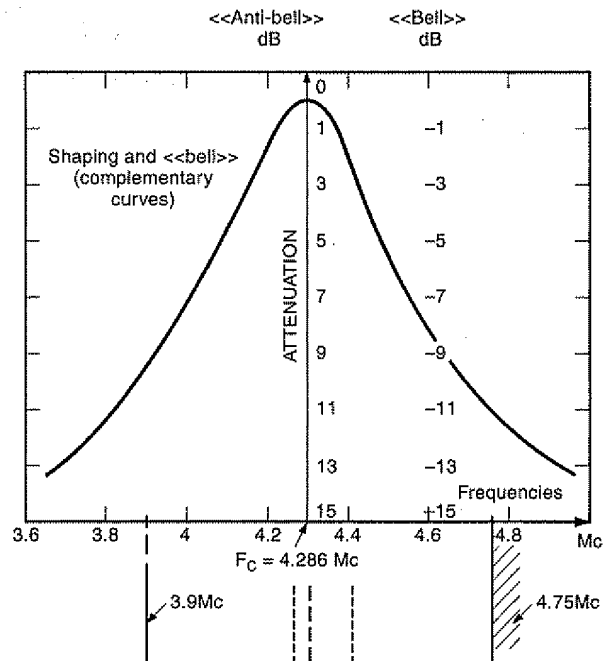 <<Anti-bell>> <<Bell>>
dB dB
0
1 −1
Shaping and <<bell>>
(complementary
curves)
3 −3
5 −5
ATTENUATION
7 −7
9 −9
11 −11
13 −13
Frequencies
15 +15
3.6 3.8 4 4.2 4.4 4.6 4.8 Mc
FC = 4.286 Mc
3.9Mc 4.75Mc